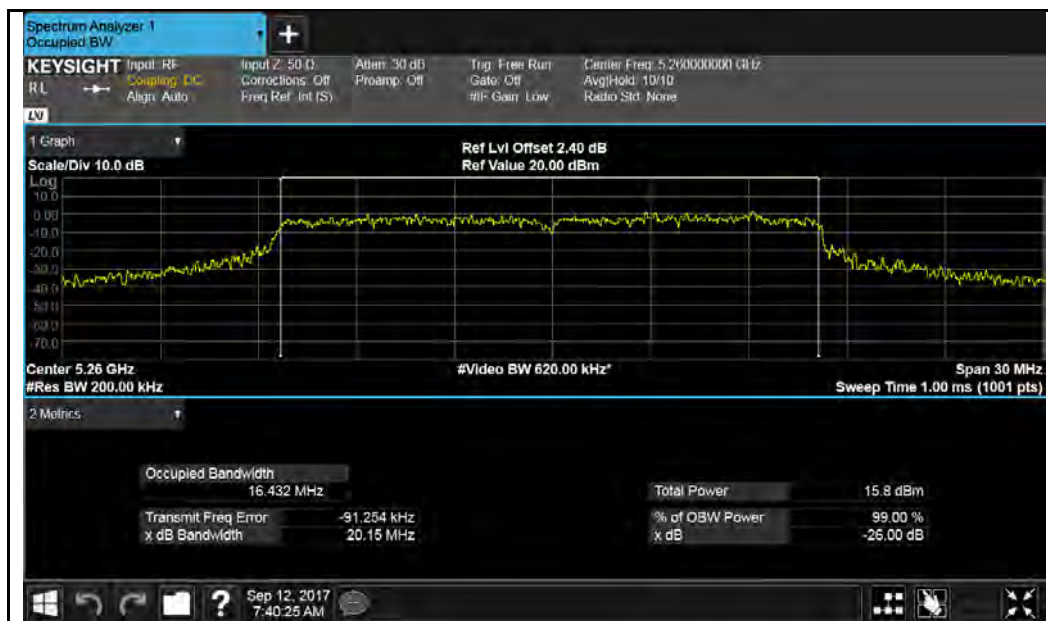 Spectrum Analyzer 1
Occupied BW
+
KEYSIGHT Input: RF Input Z: 50 Ω Atten: 30 dB Trig: Free Run Center Freq: 5.260000000 GHz
RL Coupling: DC Corrections: Off Preamp: Off Gate: Off Avg|Hold: 10/10
Align: Auto Freq Ref: Int (S) #IF Gain: Low Radio Std: None
LXI
1 Graph
Ref Lvl Offset 2.40 dB
Scale/Div 10.0 dB Ref Value 20.00 dBm
Log
10.0
0.00
-10.0
-20.0
-30.0
-40.0
-50.0
-60.0
-70.0
Center 5.26 GHz #Video BW 620.00 kHz* Span 30 MHz
#Res BW 200.00 kHz Sweep Time 1.00 ms (1001 pts)
2 Metrics
Occupied Bandwidth
16.432 MHz Total Power 15.8 dBm
Transmit Freq Error -91.254 kHz % of OBW Power 99.00 %
x dB Bandwidth 20.15 MHz x dB -26.00 dB
? Sep 12, 2017
7:40:25 AM